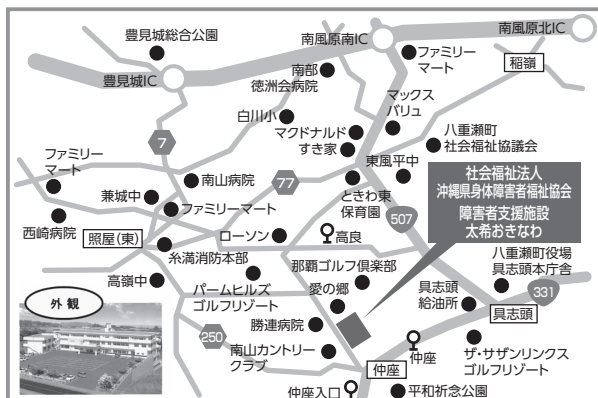 豊見城総合公園
南風原南IC
南風原北IC
豊見城IC
南部
徳洲会病院
ファミリー
マート
稲嶺
白川小
マックス
バリュ
マクドナルド
すき家
八重瀬町
社会福祉協議会
7
ファミリー
マート
南山病院
77
東風平中
兼城中
ときわ東
保育園
社会福祉法人
沖縄県身体障害者福祉協会
障害者支援施設
太希おきなわ
ファミリーマート
507
西崎病院
照屋(東)
ローソン
高良
糸満消防本部
八重瀬町役場
具志頭本庁舎
高嶺中
パームヒルズ
ゴルフリゾート
那覇ゴルフ倶楽部
愛の郷
具志頭
給油所
331
外観
勝連病院
具志頭
250
南山カントリー
クラブ
仲座
仲座
ザ・サザンリンクス
ゴルフリゾート
仲座入口
平和祈念公園